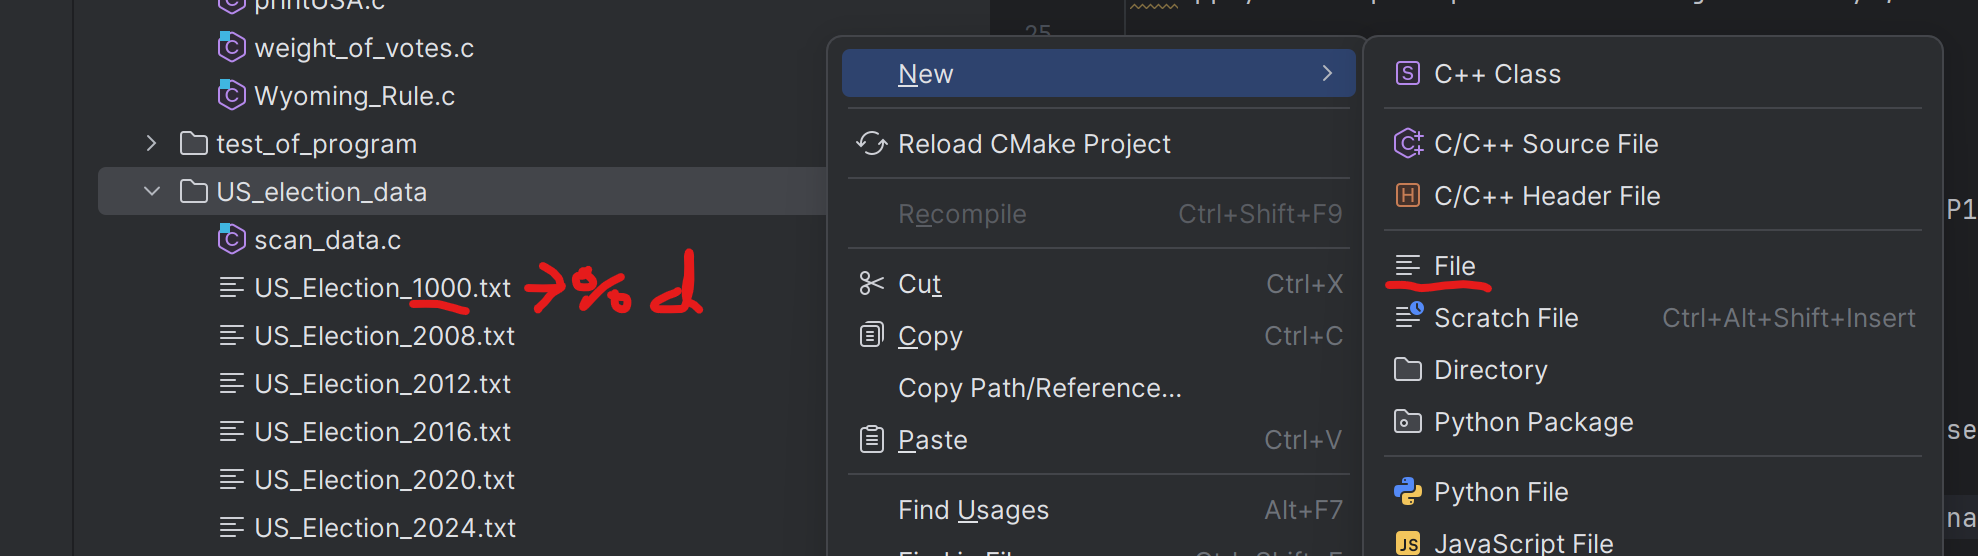 printUSA.c
weight_of_votes.c
Wyoming_Rule.c
test_of_program
US_election_data
scan_data.c
US_Election_1000.txt → % d
US_Election_2008.txt
US_Election_2012.txt
US_Election_2016.txt
US_Election_2020.txt
US_Election_2024.txt
25
New
Reload CMake Project
Recompile Ctrl+Shift+F9
Cut Ctrl+X
Copy Ctrl+C
Copy Path/Reference...
Paste Ctrl+V
Find Usages Alt+F7
C++ Class
C/C++ Source File
C/C++ Header File
File
Scratch File Ctrl+Alt+Shift+Insert
Directory
Python Package
Python File
JavaScript File
P1
se
na